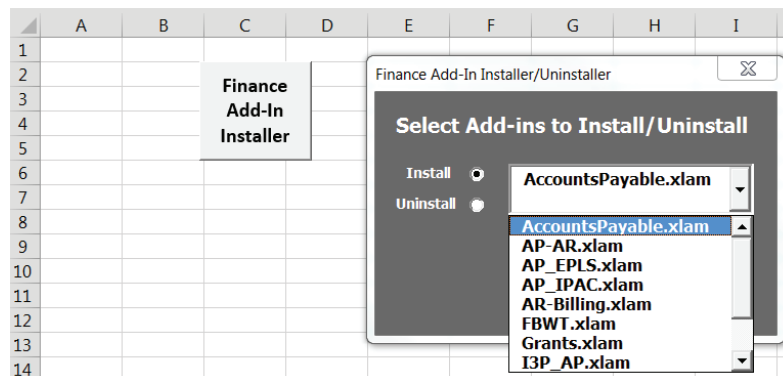 A B C D E F G H I
1
2
3
4
5
6
7
8
9
10
11
12
13
14
Finance
Add-In
Installer
Finance Add-In Installer/Uninstaller
Select Add-ins to Install/Uninstall
Install
Uninstall
AccountsPayable.xlam
AccountsPayable.xlam
AP-AR.xlam
AP_EPLS.xlam
AP_IPAC.xlam
AR-Billing.xlam
FBWT.xlam
Grants.xlam
I3P_AP.xlam